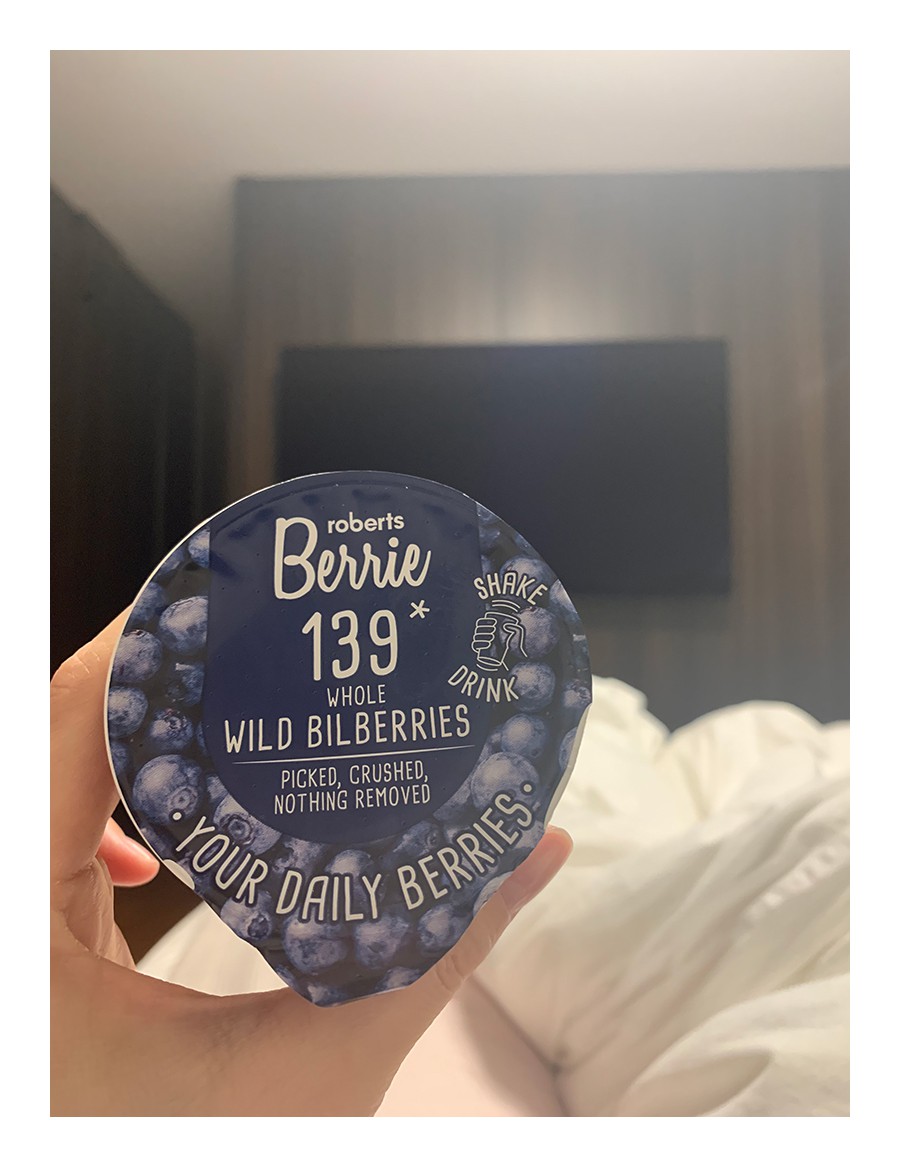 roberts
Berrie
139*
WHOLE
WILD BILBERRIES
PICKED, CRUSHED,
NOTHING REMOVED
SHAKE
DRINK
• YOUR DAILY BERRIES •